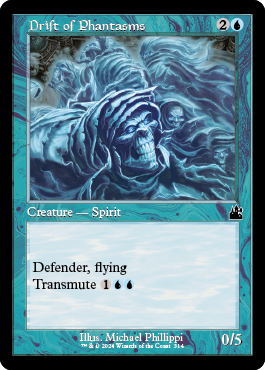 Drift of Phantasms 2
Creature — Spirit
Defender, flying
Transmute 1
Illus. Michael Phillippi
™ & © 2024 Wizards of the Coast 314
0/5